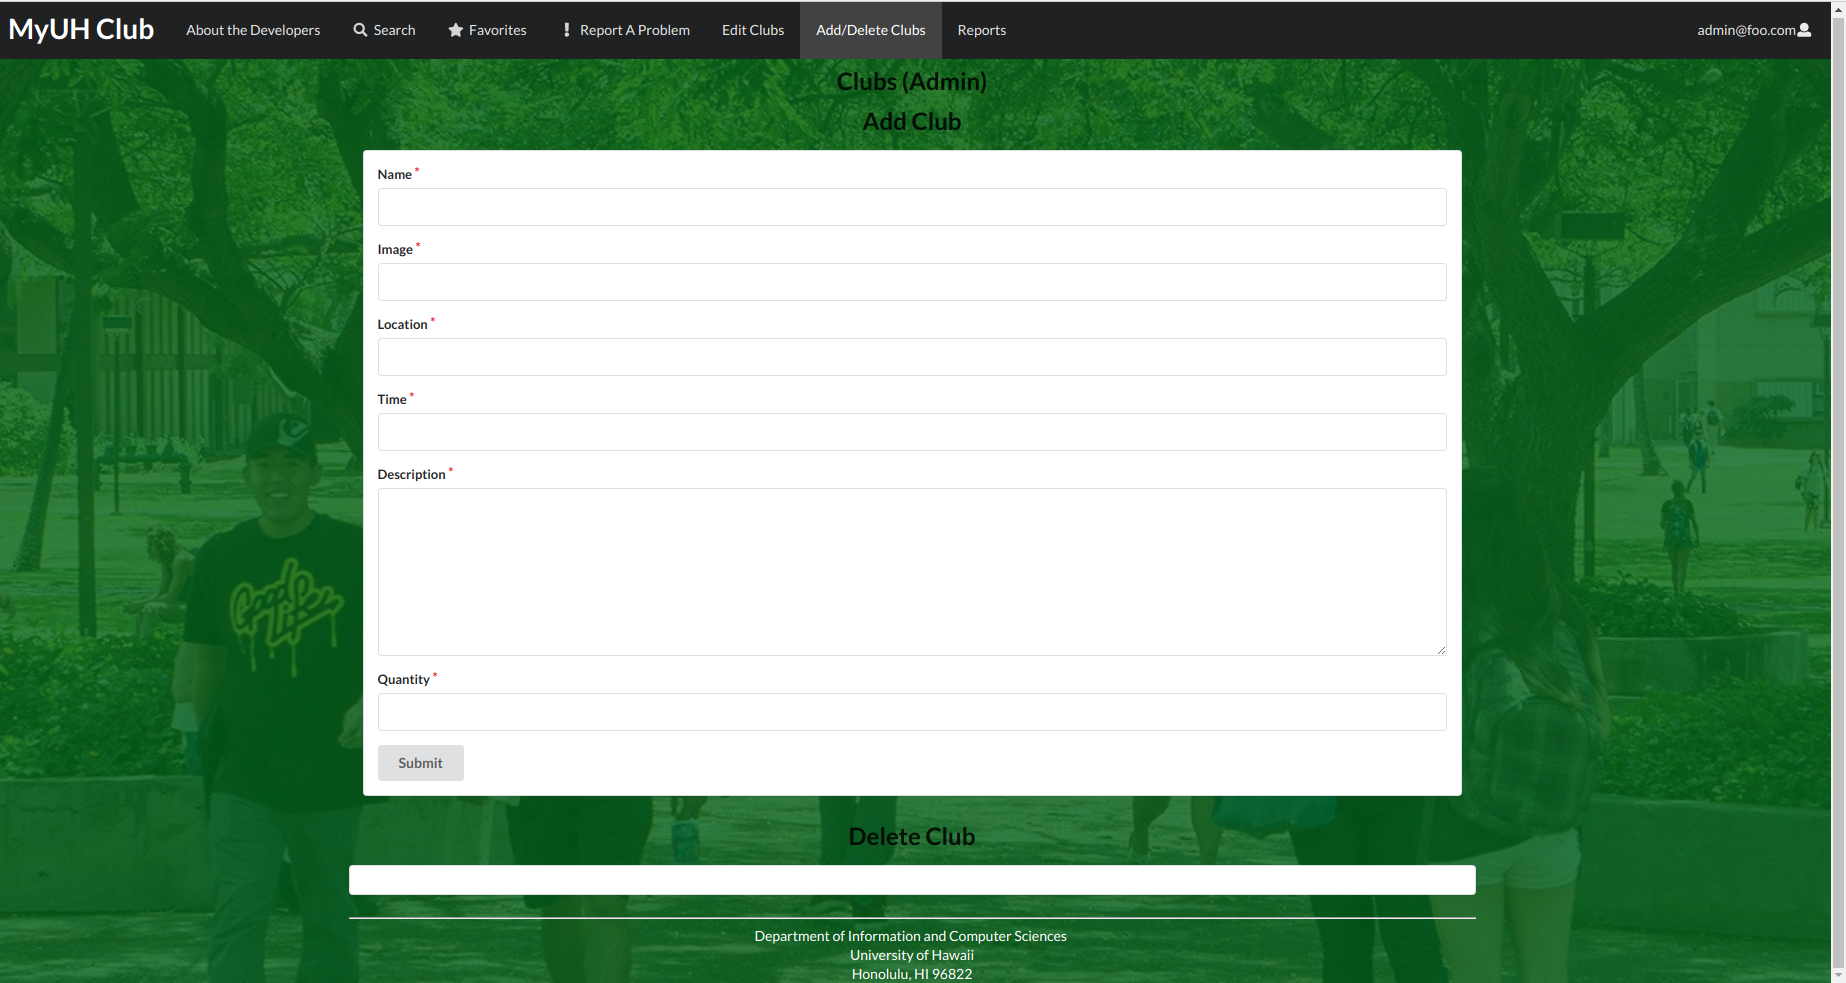 MyUH Club About the Developers Search Favorites Report A Problem Edit Clubs Add/Delete Clubs Reports admin@foo.com
Clubs (Admin)
Add Club
Name *
Image *
Location *
Time *
Description *
Good Life
Quantity *
Submit
Delete Club
Department of Information and Computer Sciences
University of Hawaii
Honolulu, HI 96822